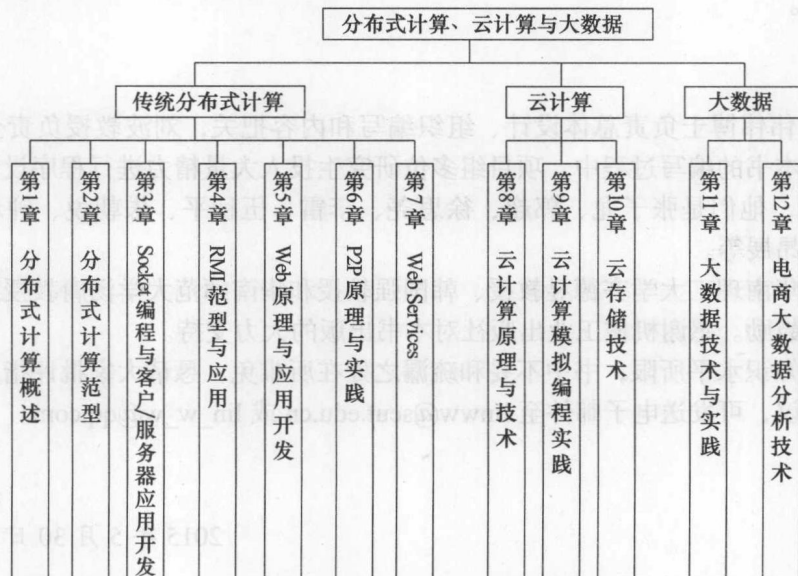 分布式计算、云计算与大数据
传统分布式计算
云计算
大数据
第1章 分布式计算概述
第2章 分布式计算范型
第3章 Socket编程与客户/服务器应用开发
第4章 RMI范型与应用
第5章 Web原理与应用开发
第6章 P2P原理与实践
第7章 Web Services
第8章 云计算原理与技术
第9章 云计算模拟编程实践
第10章 云存储技术
第11章 大数据技术与实践
第12章 电商大数据分析技术